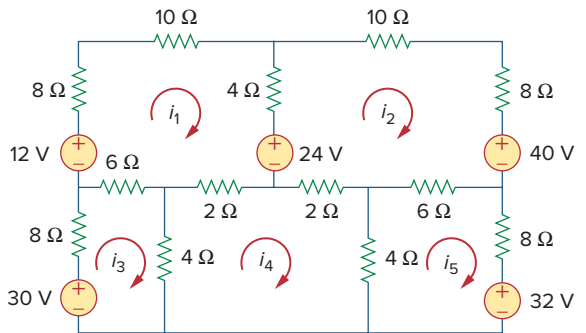 10 Ω 10 Ω
8 Ω 4 Ω 8 Ω
i1 i2
12 V + − 24 V + − 40 V + −
6 Ω
2 Ω 2 Ω 6 Ω
8 Ω 4 Ω 4 Ω 8 Ω
i3 i4 i5
30 V + − 32 V + −